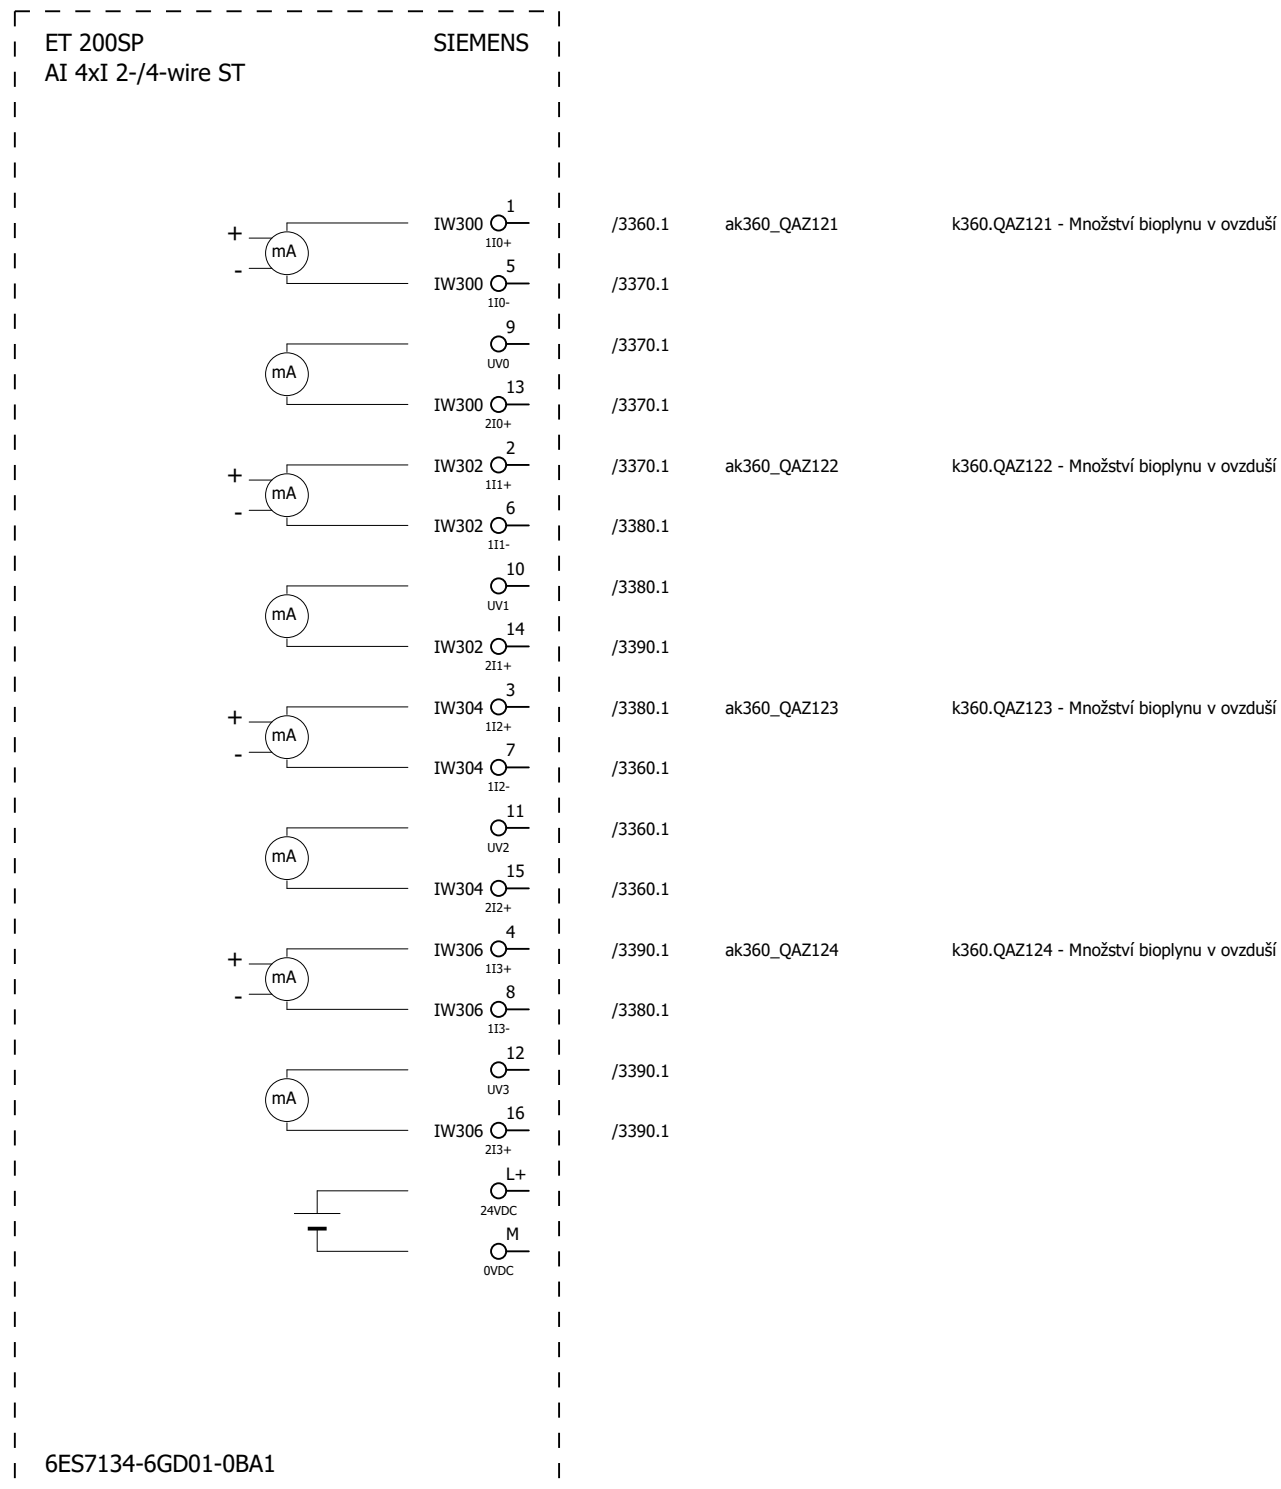 ET 200SP SIEMENS
AI 4xI 2-/4-wire ST
1
+ mA IW300 /3360.1 ak360_QAZ121 k360.QAZ121 - Množství bioplynu v ovzduší
1I0+
5
- IW300 /3370.1
1I0-
9
/3370.1
UV0
mA
13
IW300 /3370.1
2I0+
2
+ mA IW302 /3370.1 ak360_QAZ122 k360.QAZ122 - Množství bioplynu v ovzduší
1I1+
6
- IW302 /3380.1
1I1-
10
/3380.1
UV1
mA
14
IW302 /3390.1
2I1+
3
+ mA IW304 /3380.1 ak360_QAZ123 k360.QAZ123 - Množství bioplynu v ovzduší
1I2+
7
- IW304 /3360.1
1I2-
11
/3360.1
UV2
mA
15
IW304 /3360.1
2I2+
4
+ mA IW306 /3390.1 ak360_QAZ124 k360.QAZ124 - Množství bioplynu v ovzduší
1I3+
8
- IW306 /3380.1
1I3-
12
/3390.1
UV3
mA
16
IW306 /3390.1
2I3+
L+
24VDC
M
0VDC
6ES7134-6GD01-0BA1